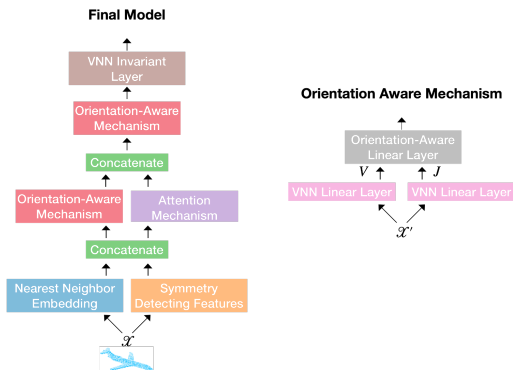 Final Model
VNN Invariant
Layer
Orientation-Aware
Mechanism
Concatenate
Orientation-Aware
Mechanism
Attention
Mechanism
Concatenate
Nearest Neighbor
Embedding
Symmetry
Detecting Features
𝒳
Orientation Aware Mechanism
Orientation-Aware
Linear Layer
V
J
VNN Linear Layer
VNN Linear Layer
𝒳′